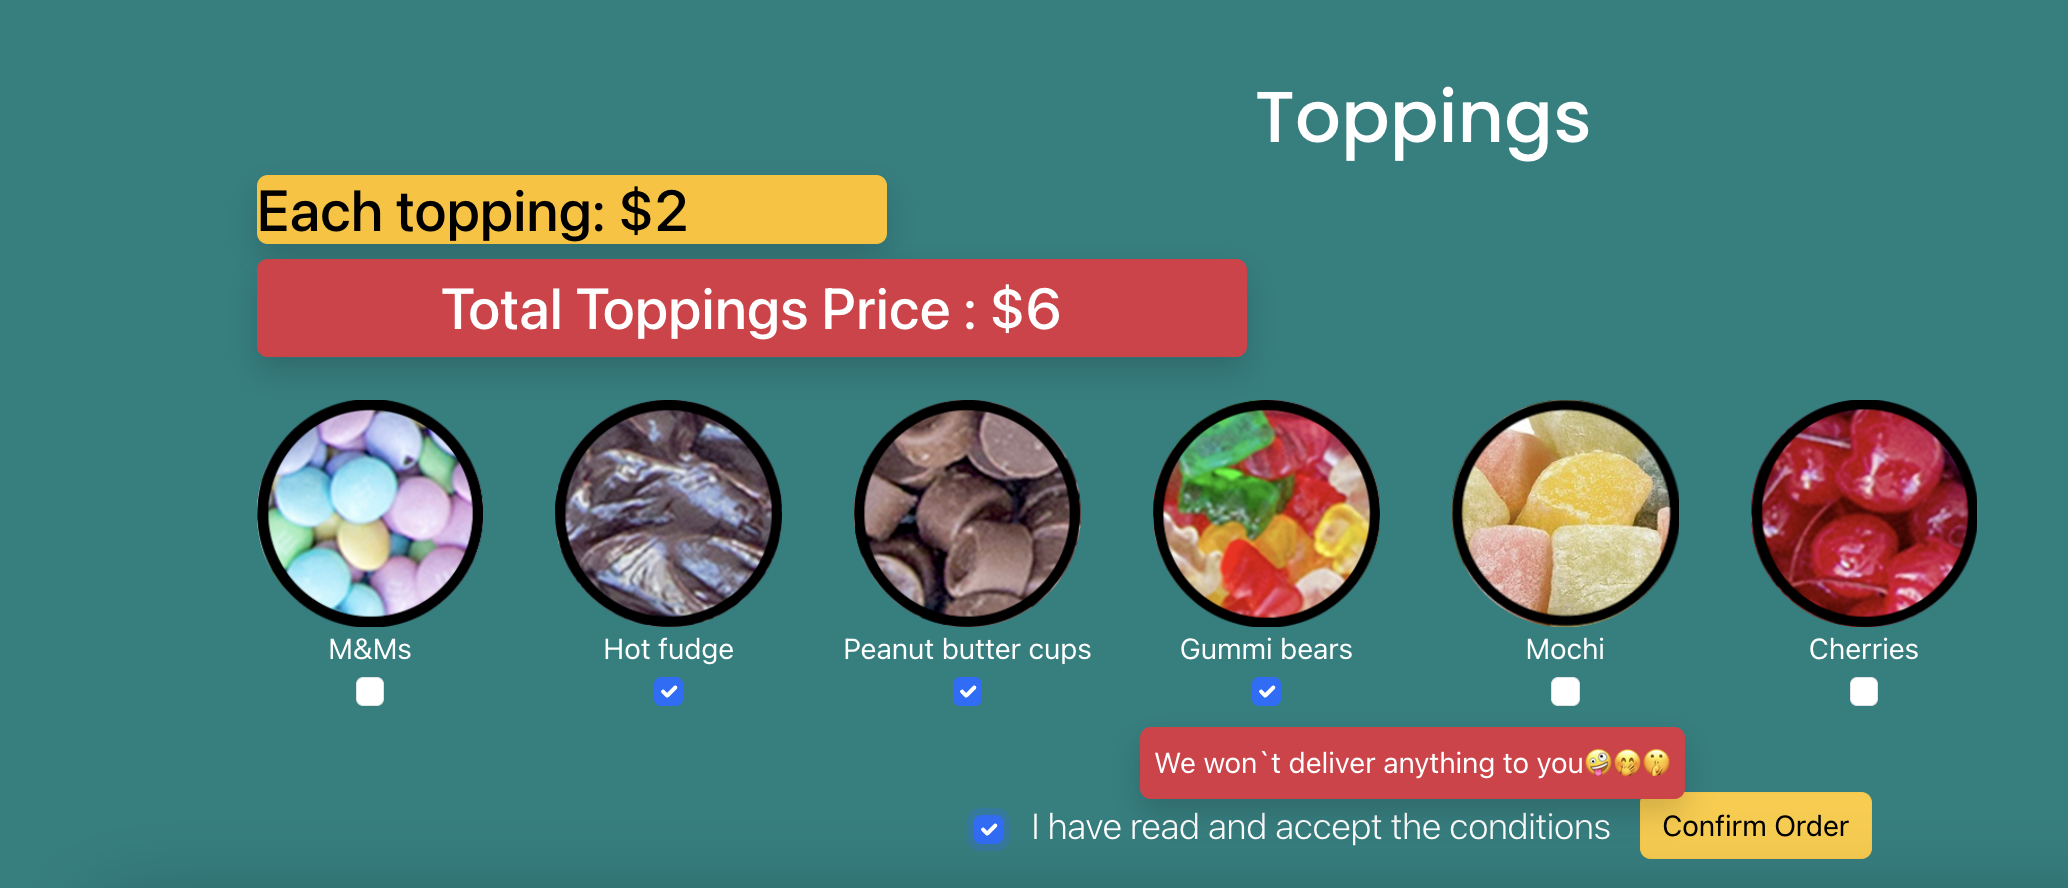 Toppings
Each topping: $2
Total Toppings Price : $6
M&Ms
Hot fudge
Peanut butter cups
Gummi bears
Mochi
Cherries
We won`t deliver anything to you🤪🤭🤫
I have read and accept the conditions
Confirm Order